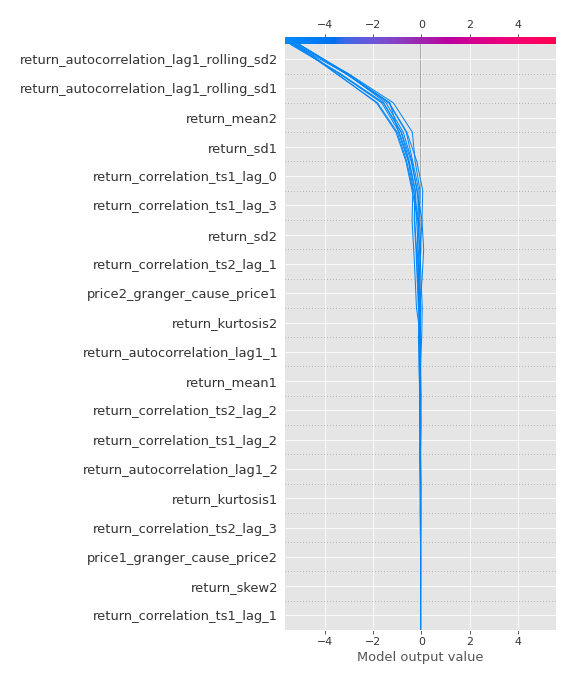 −4 −2 0 2 4
return_autocorrelation_lag1_rolling_sd2
return_autocorrelation_lag1_rolling_sd1
return_mean2
return_sd1
return_correlation_ts1_lag_0
return_correlation_ts1_lag_3
return_sd2
return_correlation_ts2_lag_1
price2_granger_cause_price1
return_kurtosis2
return_autocorrelation_lag1_1
return_mean1
return_correlation_ts2_lag_2
return_correlation_ts1_lag_2
return_autocorrelation_lag1_2
return_kurtosis1
return_correlation_ts2_lag_3
price1_granger_cause_price2
return_skew2
return_correlation_ts1_lag_1
−4 −2 0 2 4
Model output value